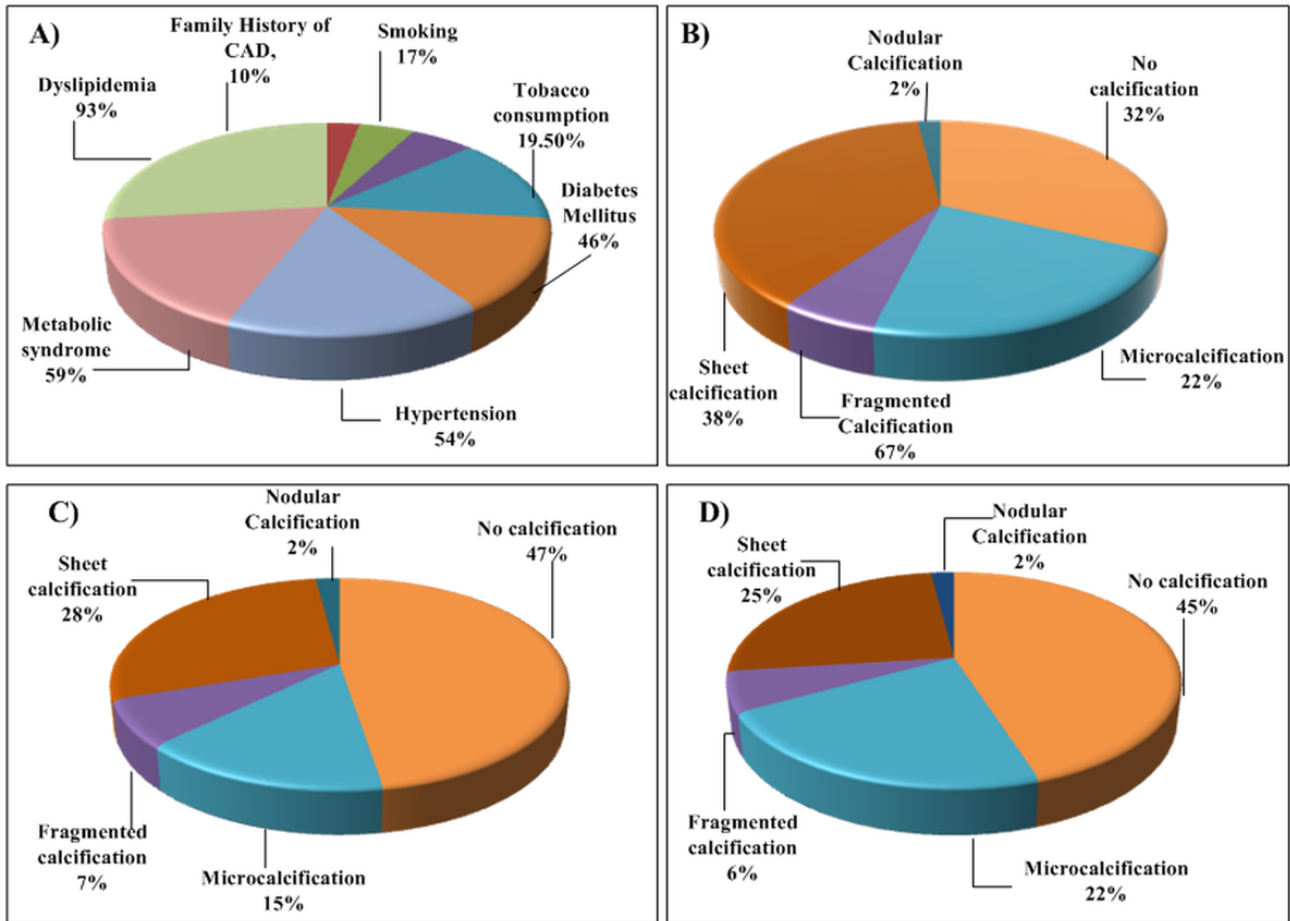 A)
Family History of
CAD,
10%
Smoking
17%
Dyslipidemia
93%
Tobacco
consumption
19.50%
Diabetes
Mellitus
46%
Metabolic
syndrome
59%
Hypertension
54%
B)
Nodular
Calcification
2%
No
calcification
32%
Microcalcification
22%
Sheet
calcification
38%
Fragmented
Calcification
67%
C)
Nodular
Calcification
2%
No calcification
47%
Sheet
calcification
28%
Fragmented
calcification
7%
Microcalcification
15%
D)
Nodular
Calcification
2%
Sheet
calcification
25%
No calcification
45%
Fragmented
calcification
6%
Microcalcification
22%